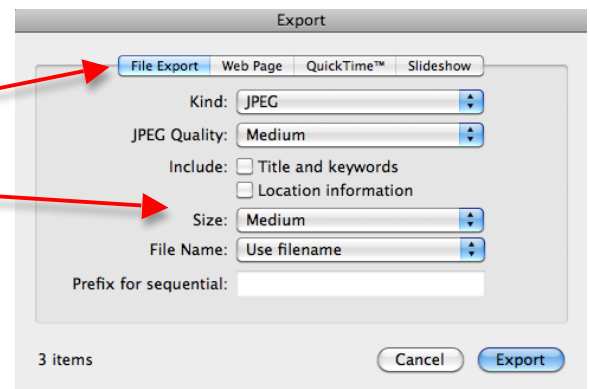 Export
File Export Web Page QuickTime™ Slideshow
Kind: JPEG
JPEG Quality: Medium
Include: Title and keywords
Location information
Size: Medium
File Name: Use filename
Prefix for sequential:
3 items Cancel Export